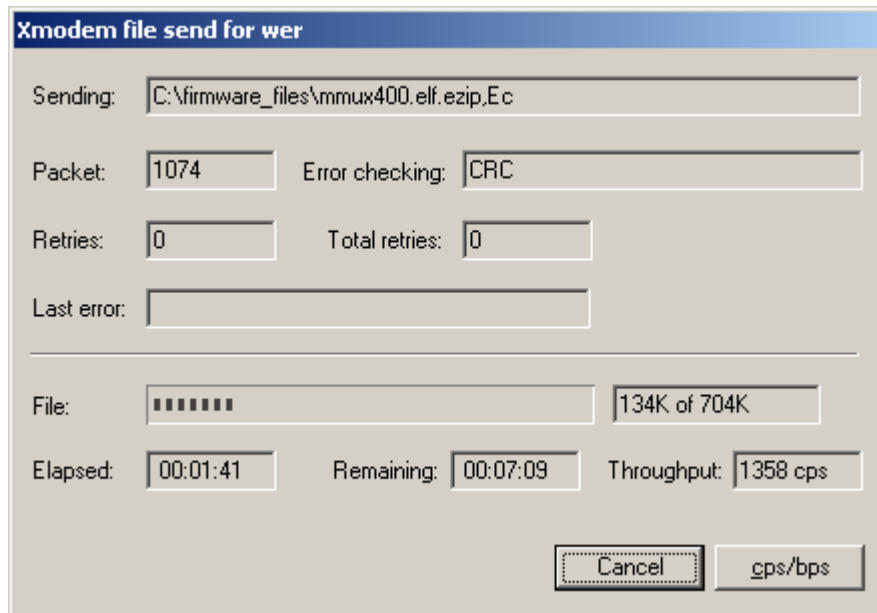 Xmodem file send for wer
Sending: C:\firmware_files\mmux400.elf.ezip,Ec
Packet: 1074 Error checking: CRC
Retries: 0 Total retries: 0
Last error:
File: 134K of 704K
Elapsed: 00:01:41 Remaining: 00:07:09 Throughput: 1358 cps
Cancel cps/bps